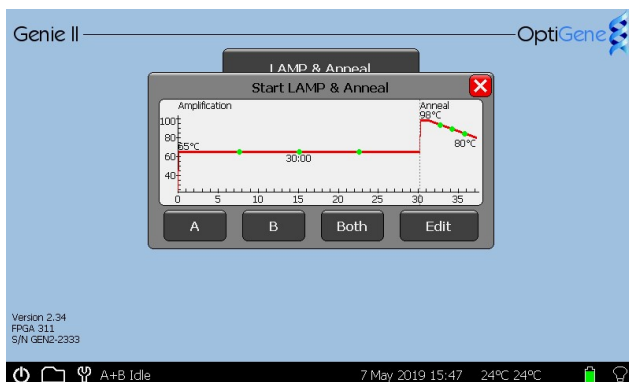 Genie II
OptiGene
LAMP & Anneal
Start LAMP & Anneal
Amplification
Anneal
98°C
100
80
65°C
80°C
60
30:00
40
0 5 10 15 20 25 30 35
A B Both Edit
Version 2.34
FPGA 311
S/N GEN2-2333
A+B Idle 7 May 2019 15:47 24°C 24°C